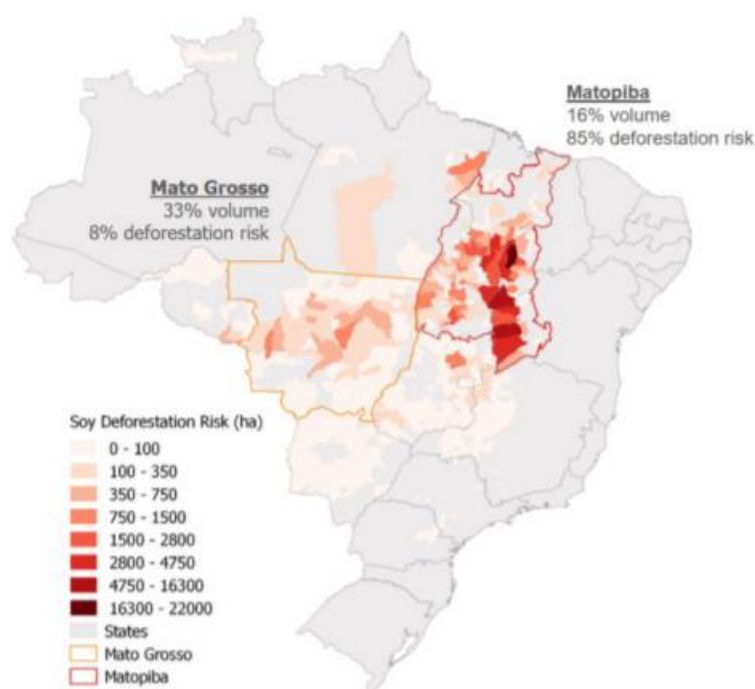 Matopiba
16% volume
85% deforestation risk
Mato Grosso
33% volume
8% deforestation risk
Soy Deforestation Risk (ha)
0 - 100
100 - 350
350 - 750
750 - 1500
1500 - 2800
2800 - 4750
4750 - 16300
16300 - 22000
States
Mato Grosso
Matopiba